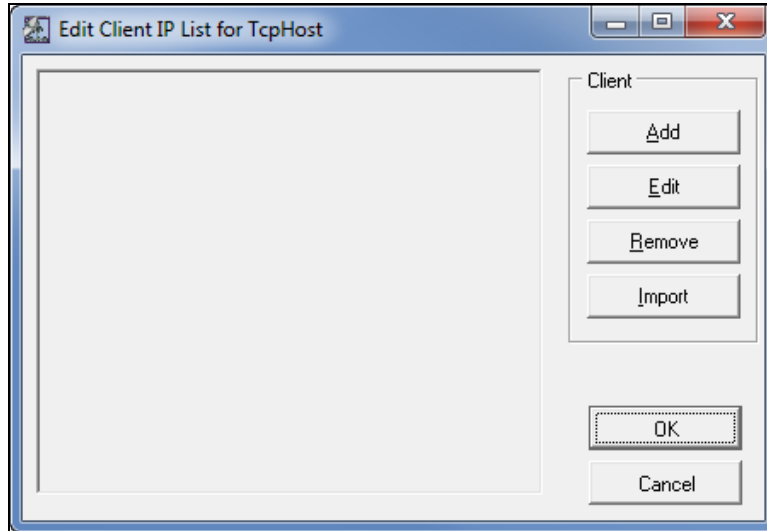 Edit Client IP List for TcpHost
Client
Add
Edit
Remove
Import
OK
Cancel